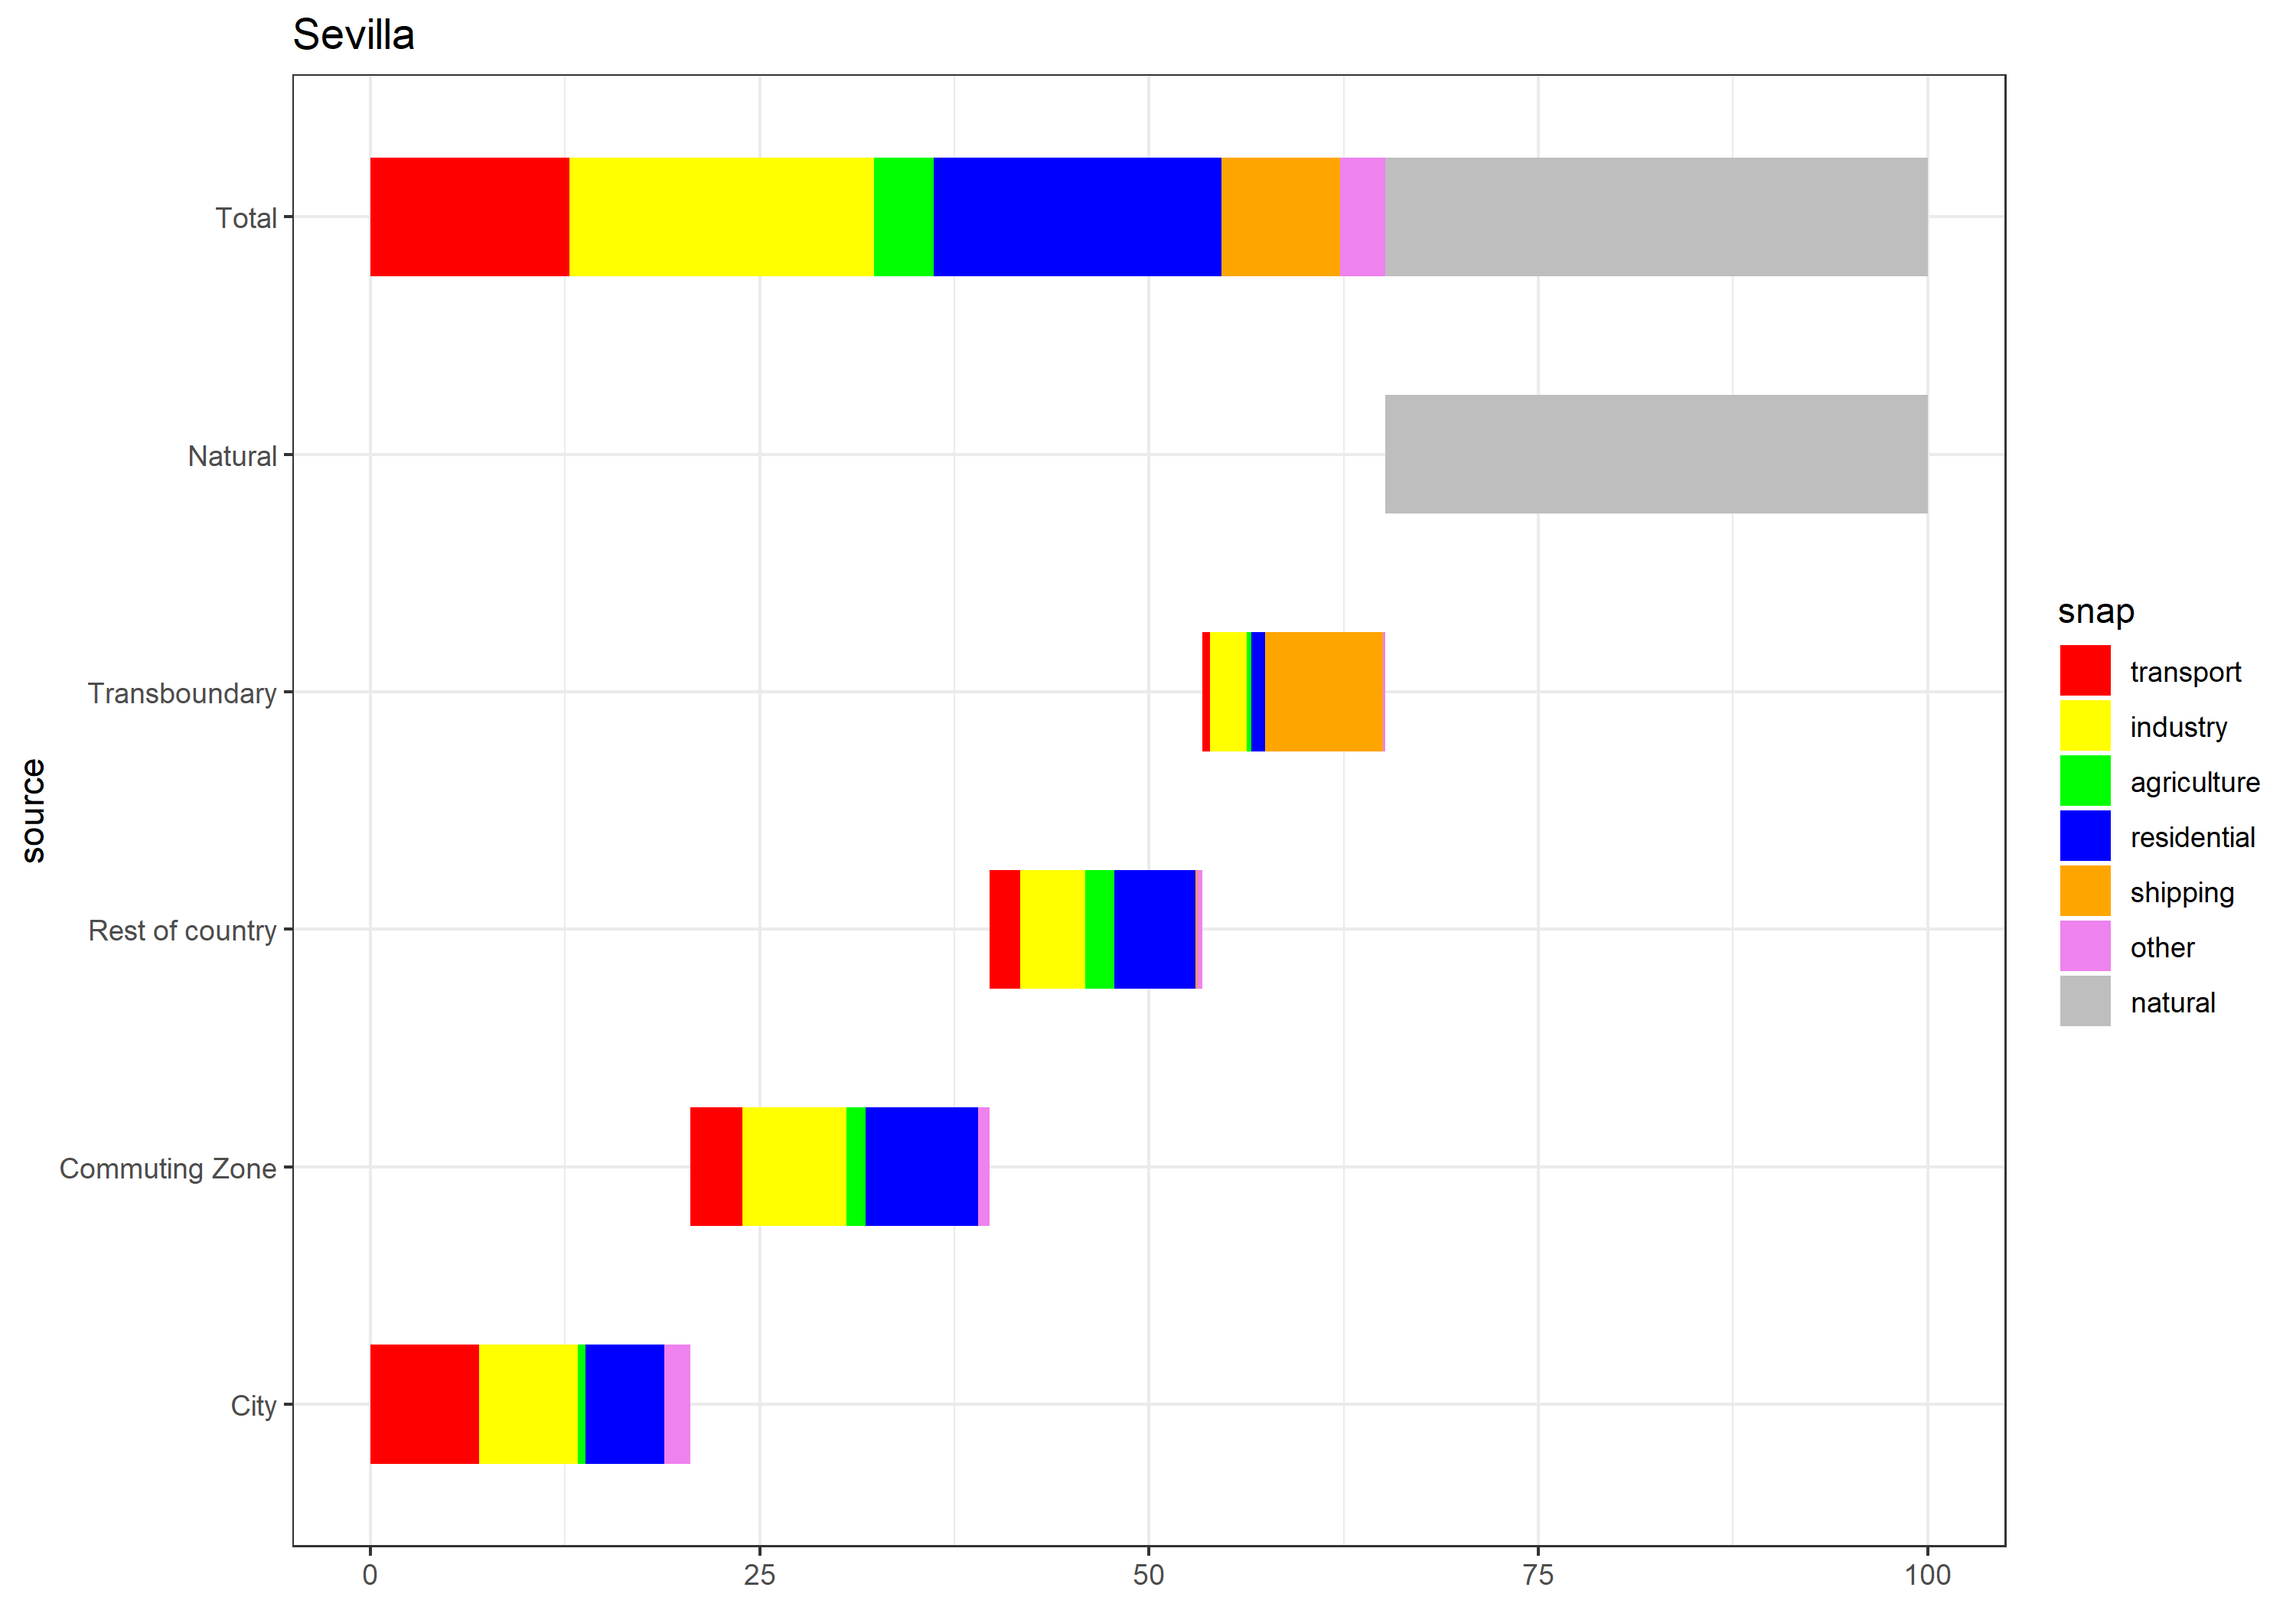 Sevilla
Total
Natural
Transboundary
Rest of country
Commuting Zone
City
source
0 25 50 75 100
snap
transport
industry
agriculture
residential
shipping
other
natural